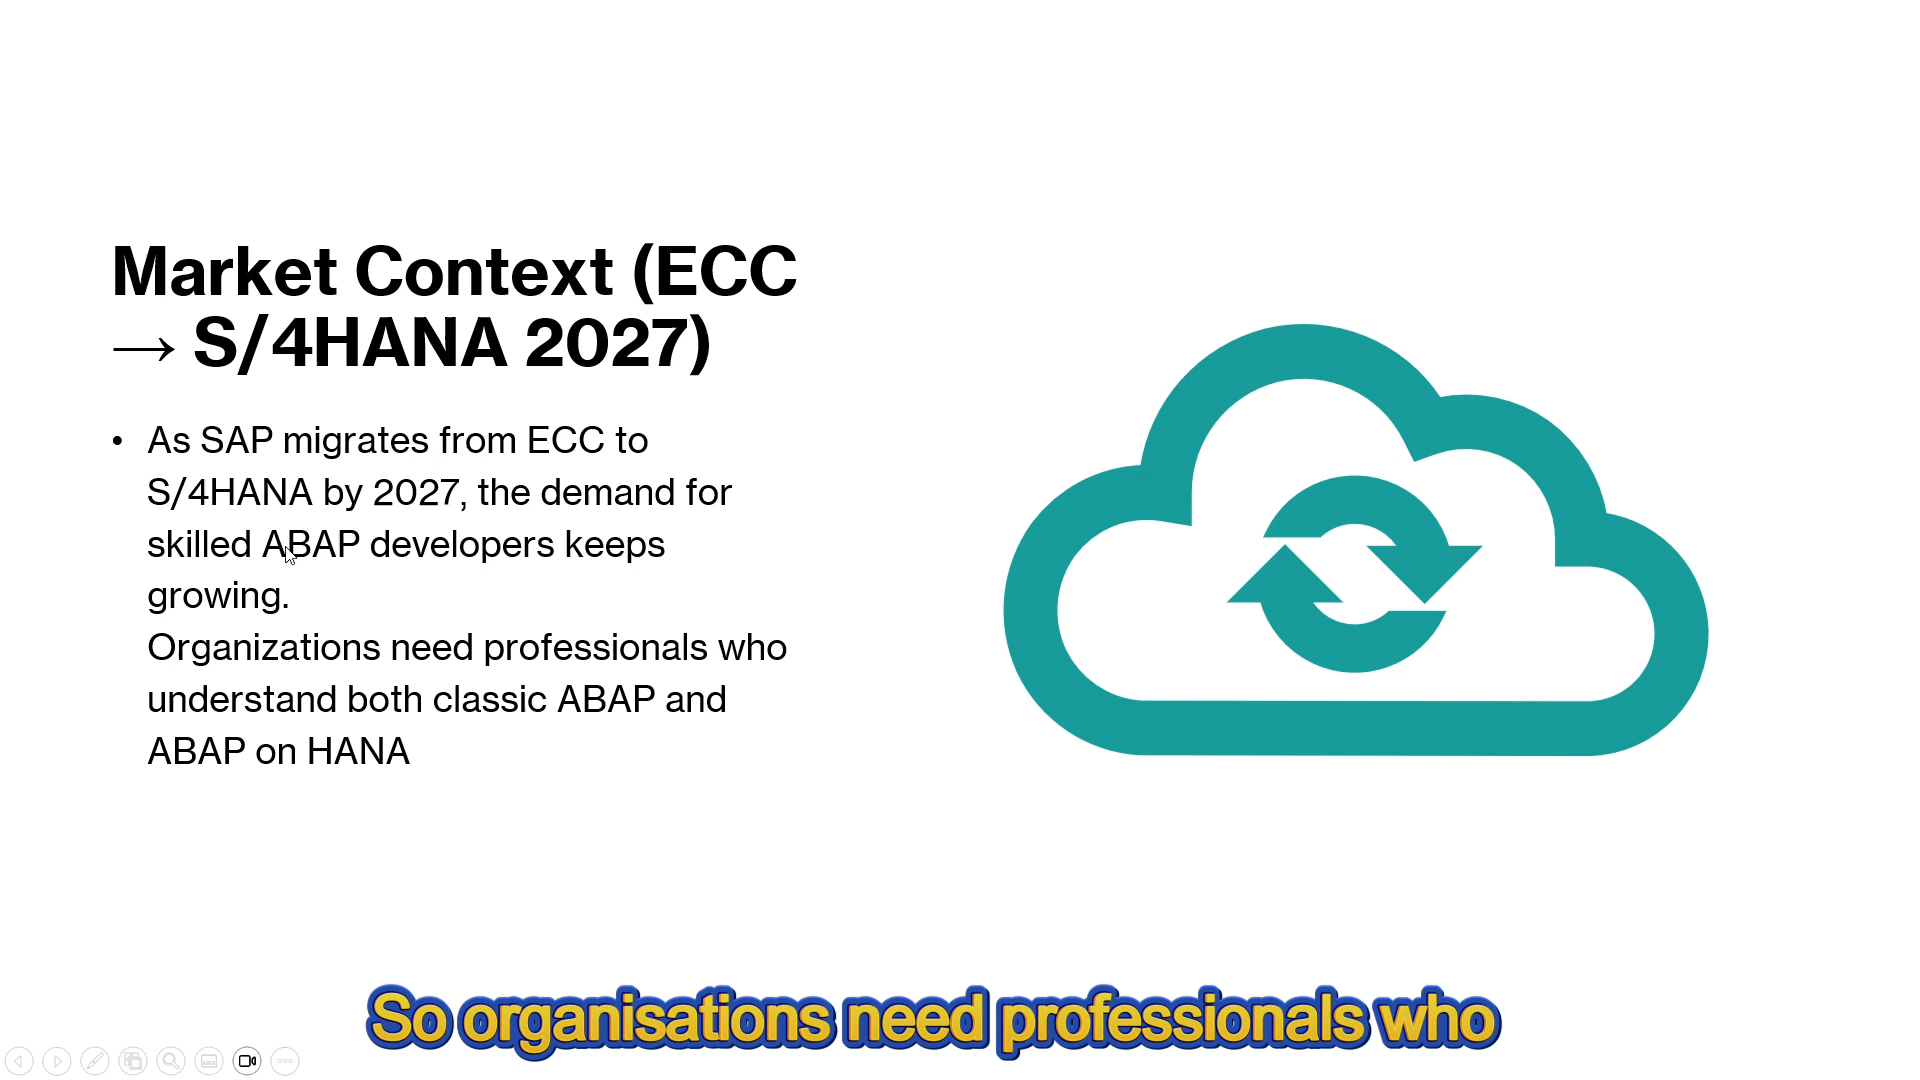 Market Context (ECC
→ S/4HANA 2027)
• As SAP migrates from ECC to
S/4HANA by 2027, the demand for
skilled ABAP developers keeps
growing.
Organizations need professionals who
understand both classic ABAP and
ABAP on HANA
So organisations need professionals who